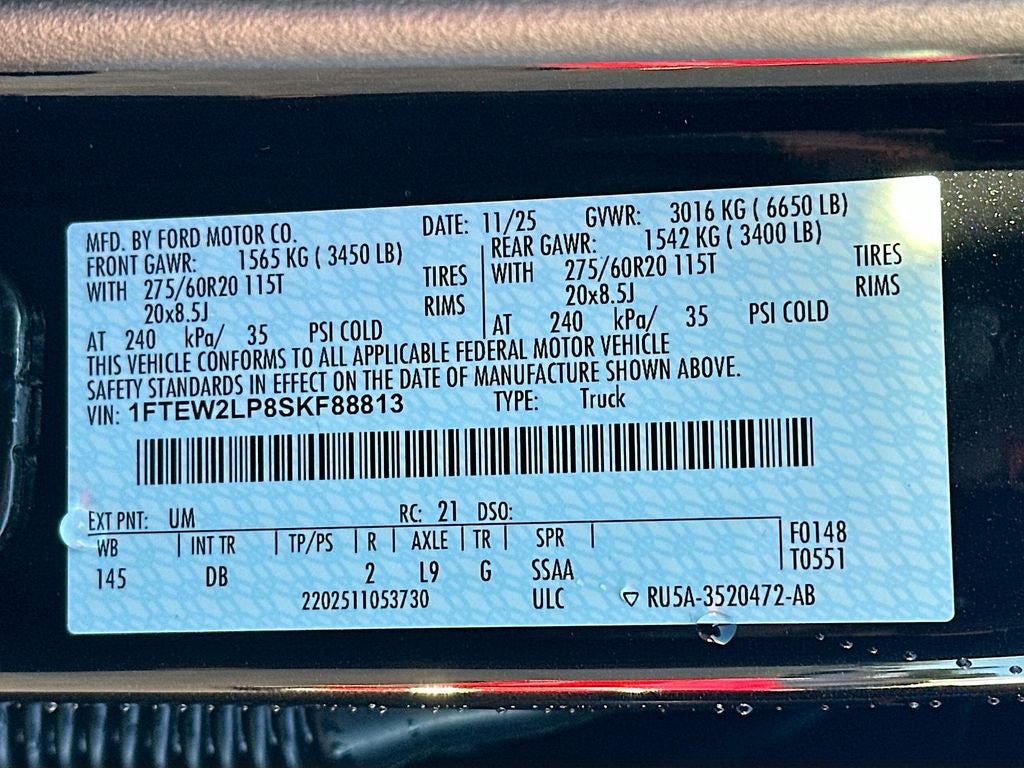 MFD. BY FORD MOTOR CO. DATE: 11/25 GVWR: 3016 KG ( 6650 LB)
FRONT GAWR: 1565 KG ( 3450 LB) REAR GAWR: 1542 KG ( 3400 LB)
WITH 275/60R20 115T TIRES WITH 275/60R20 115T TIRES
20x8.5J RIMS 20x8.5J RIMS
AT 240 kPa/ 35 PSI COLD AT 240 kPa/ 35 PSI COLD
THIS VEHICLE CONFORMS TO ALL APPLICABLE FEDERAL MOTOR VEHICLE
SAFETY STANDARDS IN EFFECT ON THE DATE OF MANUFACTURE SHOWN ABOVE.
VIN: 1FTEW2LP8SKF88813 TYPE: Truck
EXT PNT: UM RC: 21 DSO:
WB INT TR TP/PS R AXLE TR SPR F0148
145 DB 2 L9 G SSAA T0551
2202511053730 ULC RU5A-3520472-AB